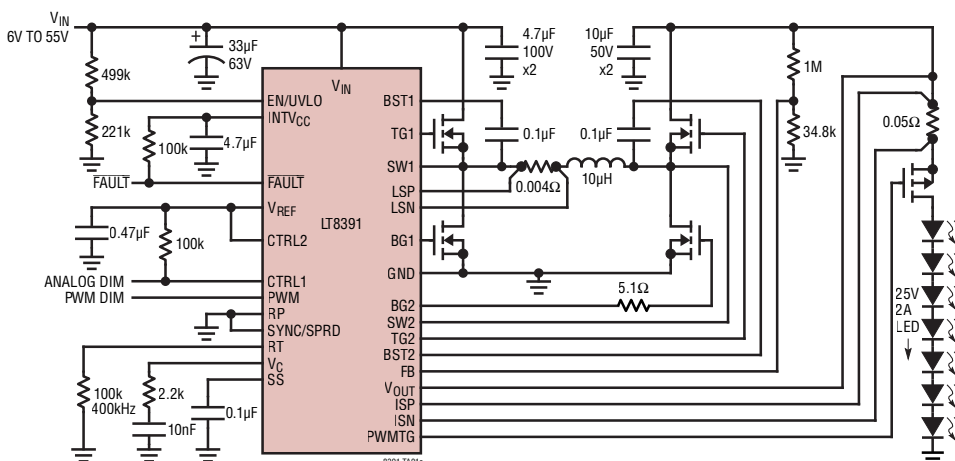 VIN
6V TO 55V
33µF
63V
4.7µF
100V
x2
10µF
50V
x2
499k
221k
100k
4.7µF
FAULT
0.47µF
100k
ANALOG DIM
PWM DIM
100k
400kHz
2.2k
10nF
0.1µF
VIN
EN/UVLO
INTVCC
FAULT
VREF
CTRL2
CTRL1
PWM
RP
SYNC/SPRD
RT
VC
SS
LT8391
BST1
TG1
SW1
LSP
LSN
BG1
GND
BG2
SW2
TG2
BST2
FB
VOUT
ISP
ISN
PWMTG
0.1µF
0.1µF
0.004Ω
10µH
5.1Ω
1M
34.8k
0.05Ω
25V
2A
LED
8391 TA01a